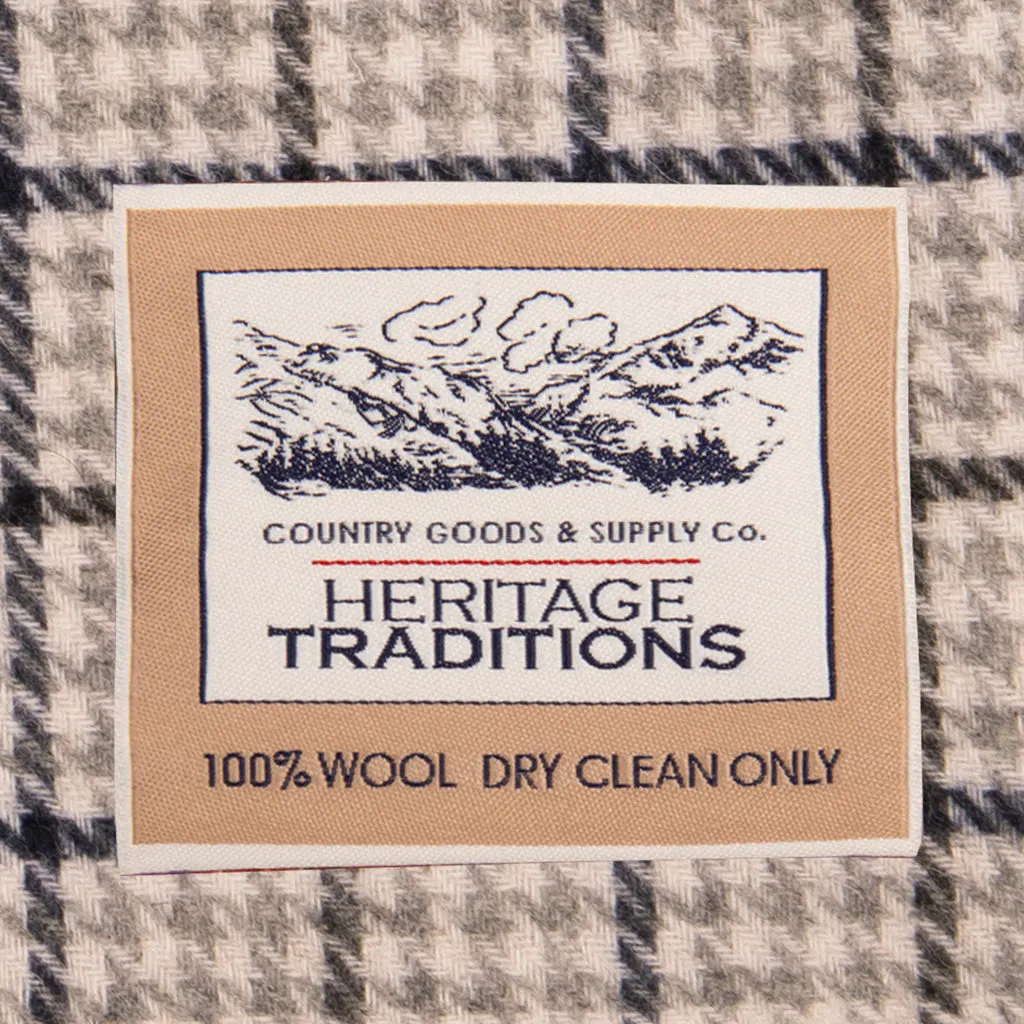 COUNTRY GOODS & SUPPLY Co.
HERITAGE
TRADITIONS
100% WOOL DRY CLEAN ONLY